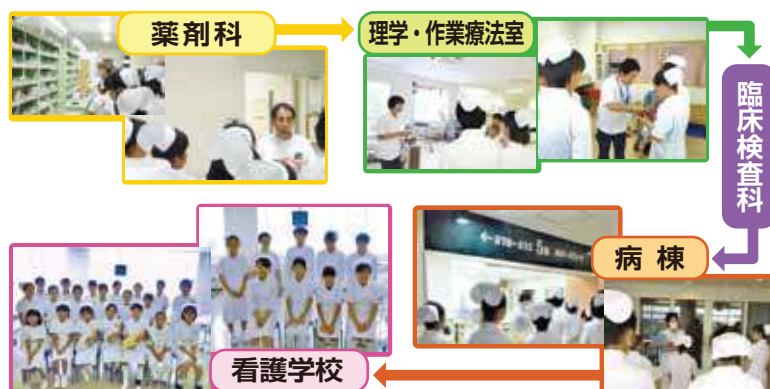 薬剤科
理学・作業療法室
臨床検査科
病棟
看護学校